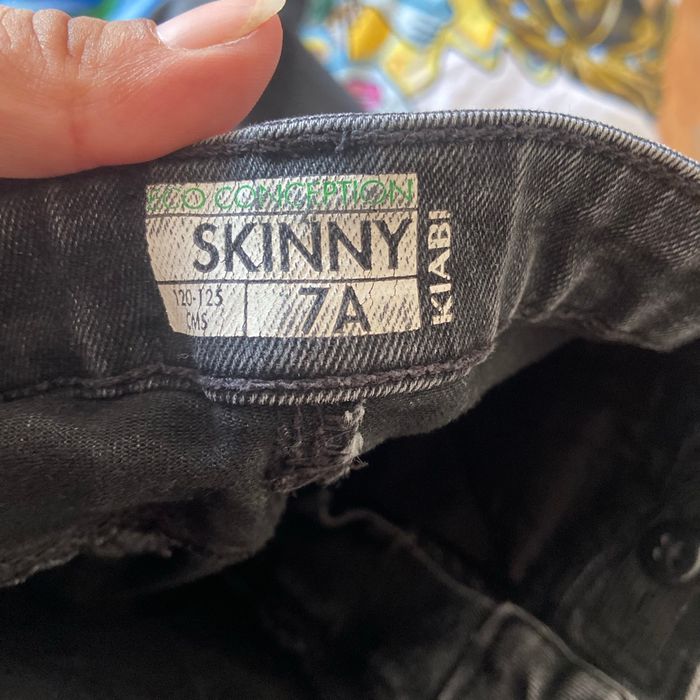 ECO CONCEPTION
SKINNY
120-125
CMS
7A
KIABI